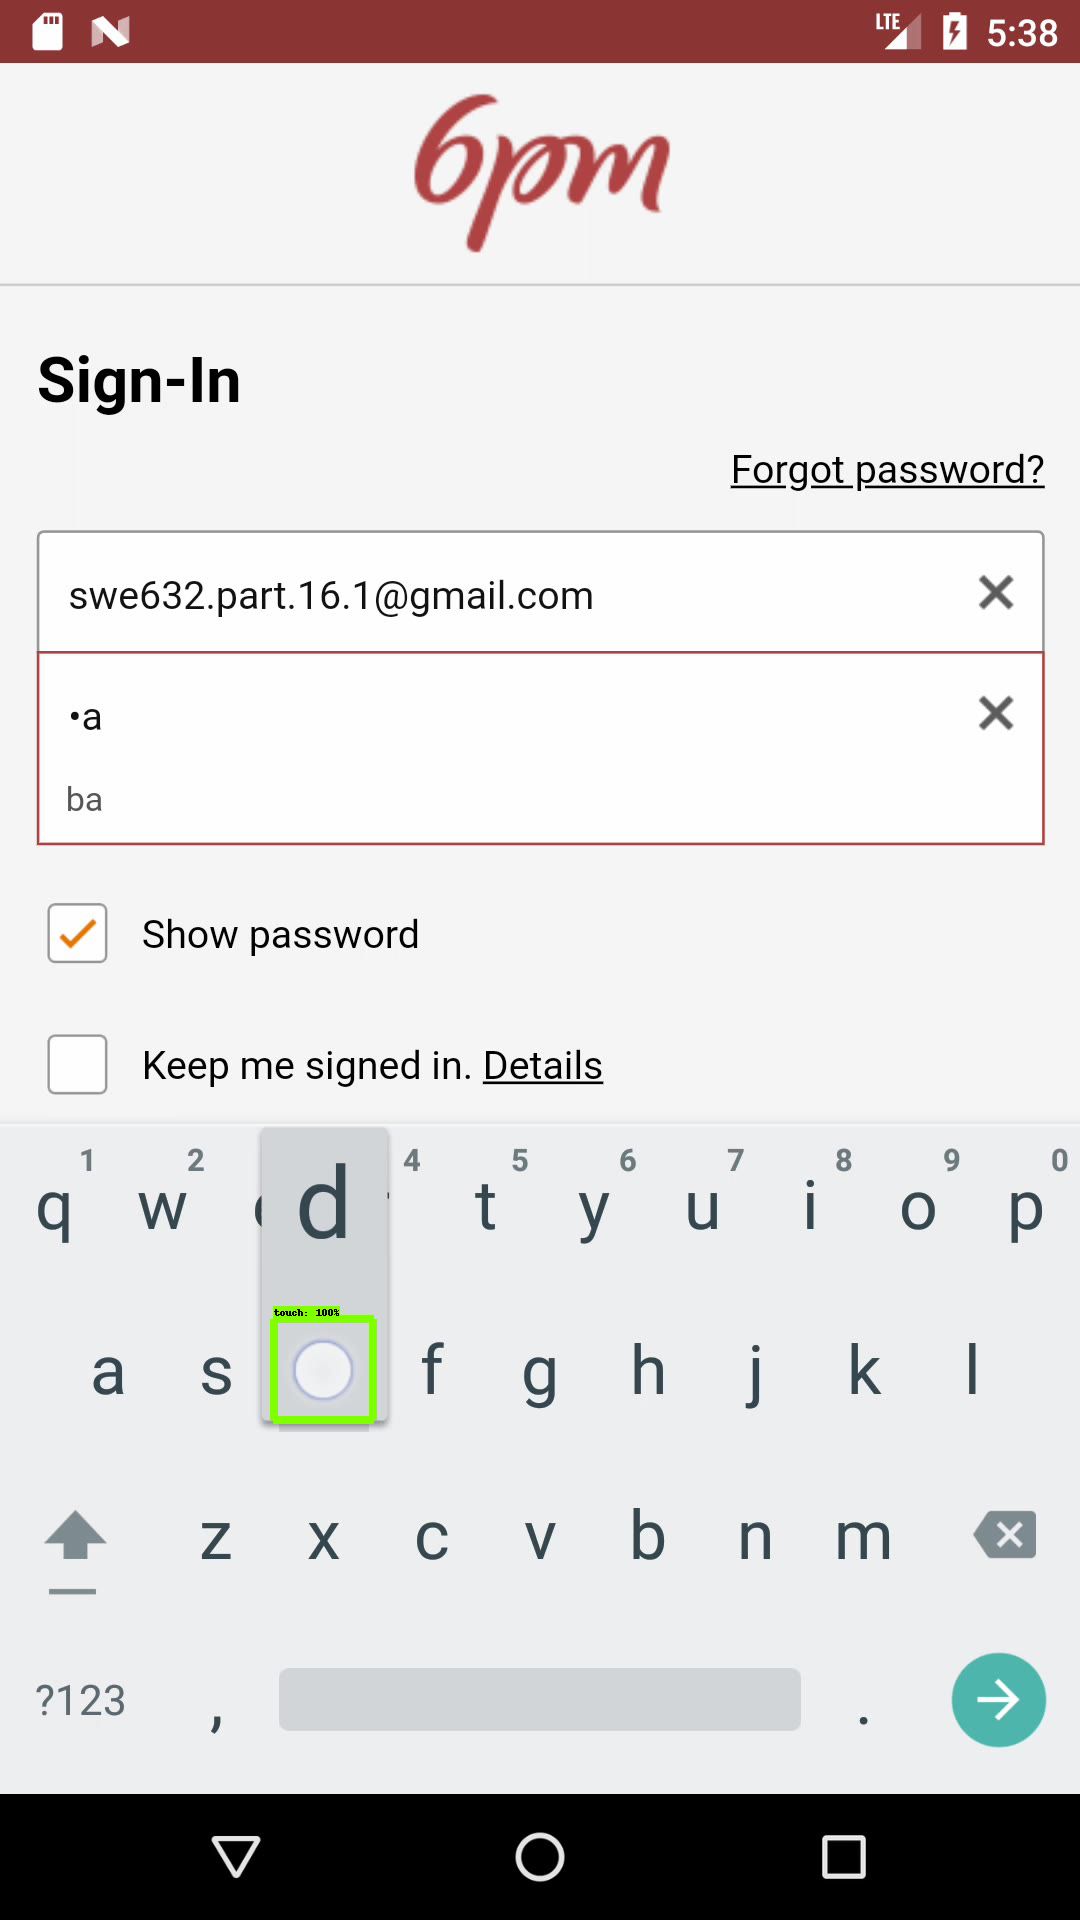 LTE 5:38
6pm
Sign-In
Forgot password?
swe632.part.16.1@gmail.com
•a
ba
Show password
Keep me signed in. Details
1 2 4 5 6 7 8 9 0
q w e d t y u i o p
touch: 100%
a s f g h j k l
z x c v b n m
?123 , .